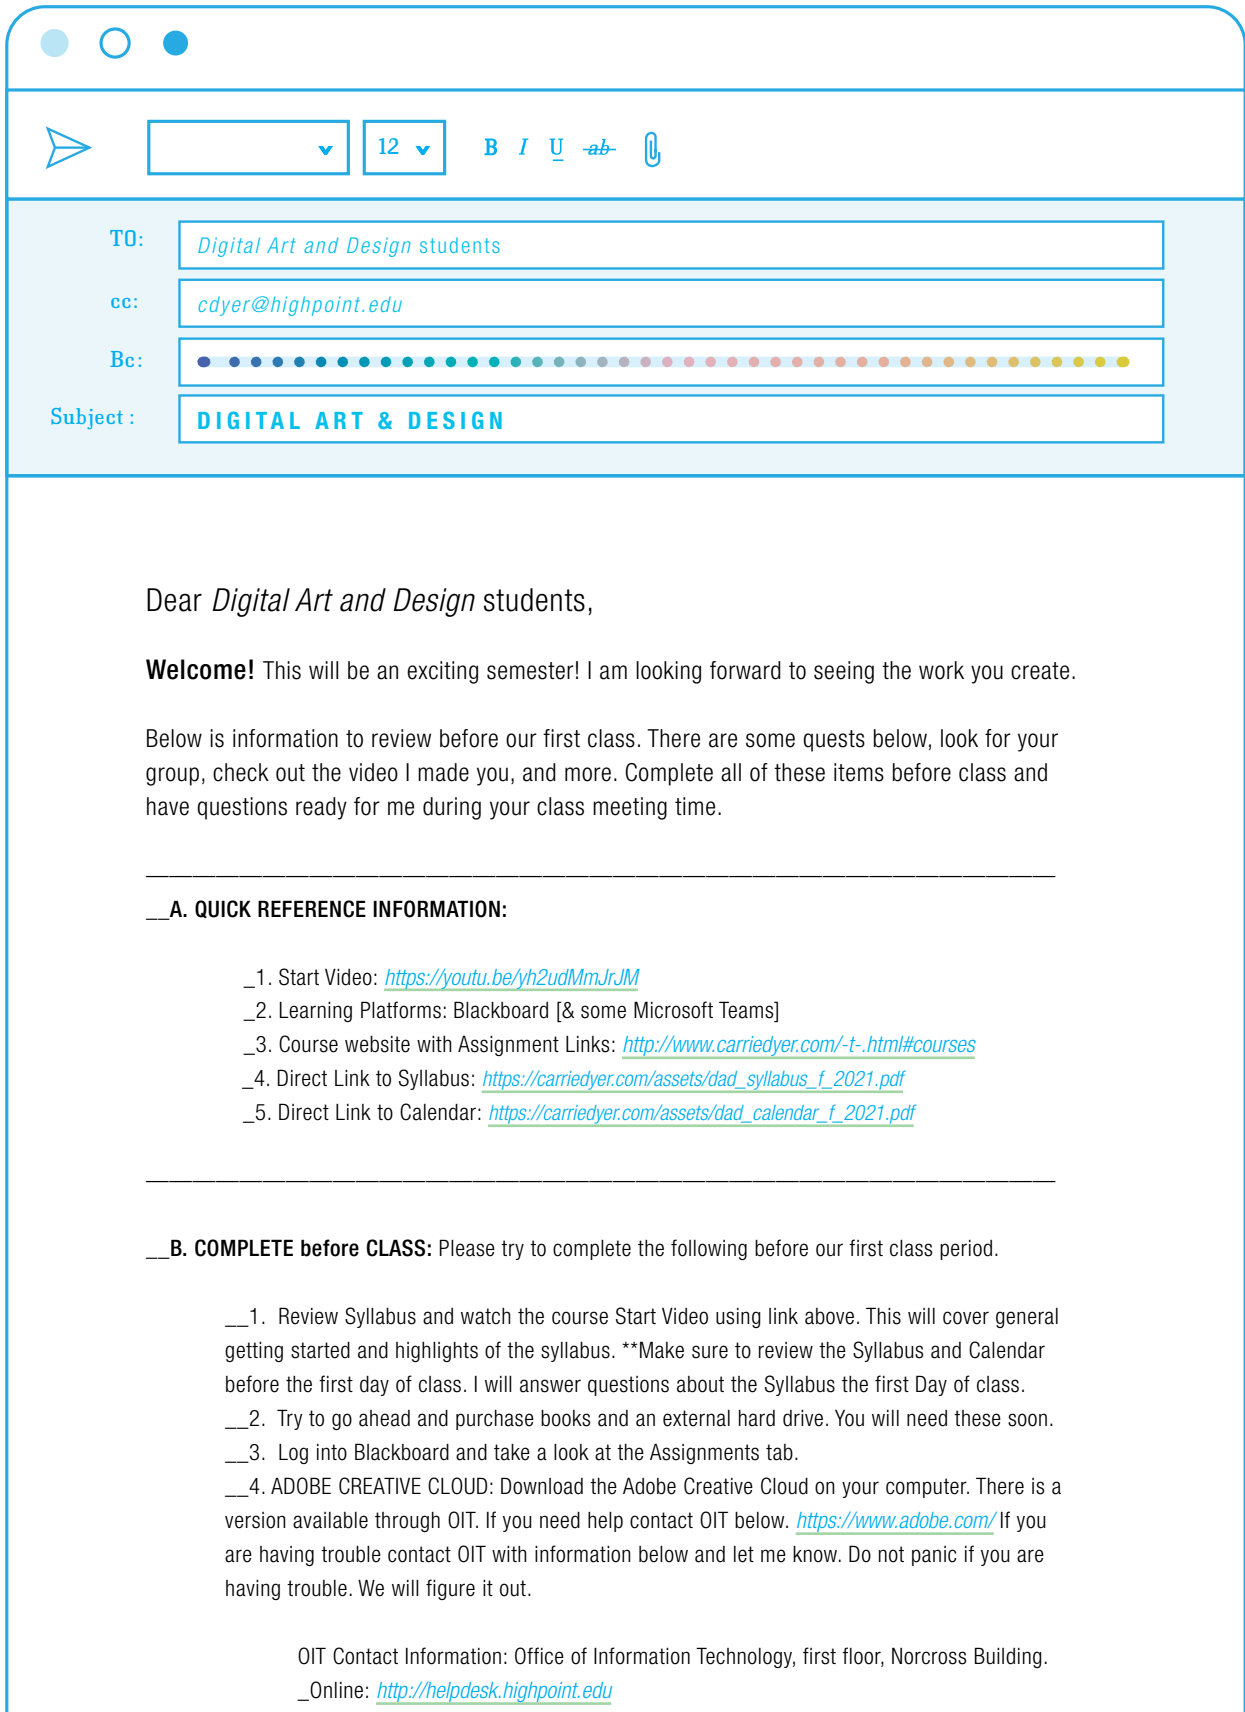 12 B I U ab
TO: Digital Art and Design students
cc: cdyer@highpoint.edu
Bc:
Subject : DIGITAL ART & DESIGN
Dear Digital Art and Design students,
Welcome! This will be an exciting semester! I am looking forward to seeing the work you create.
Below is information to review before our first class. There are some quests below, look for your
group, check out the video I made you, and more. Complete all of these items before class and
have questions ready for me during your class meeting time.
__A. QUICK REFERENCE INFORMATION:
_1. Start Video: https://youtu.be/yh2udMmJrJM
_2. Learning Platforms: Blackboard [& some Microsoft Teams]
_3. Course website with Assignment Links: http://www.carriedyer.com/-t-.html#courses
_4. Direct Link to Syllabus: https://carriedyer.com/assets/dad_syllabus_f_2021.pdf
_5. Direct Link to Calendar: https://carriedyer.com/assets/dad_calendar_f_2021.pdf
__B. COMPLETE before CLASS: Please try to complete the following before our first class period.
__1.  Review Syllabus and watch the course Start Video using link above. This will cover general
getting started and highlights of the syllabus. **Make sure to review the Syllabus and Calendar
before the first day of class. I will answer questions about the Syllabus the first Day of class.
__2.  Try to go ahead and purchase books and an external hard drive. You will need these soon.
__3.  Log into Blackboard and take a look at the Assignments tab.
__4. ADOBE CREATIVE CLOUD: Download the Adobe Creative Cloud on your computer. There is a
version available through OIT. If you need help contact OIT below. https://www.adobe.com/ If you
are having trouble contact OIT with information below and let me know. Do not panic if you are
having trouble. We will figure it out.
OIT Contact Information: Office of Information Technology, first floor, Norcross Building.
_Online: http://helpdesk.highpoint.edu